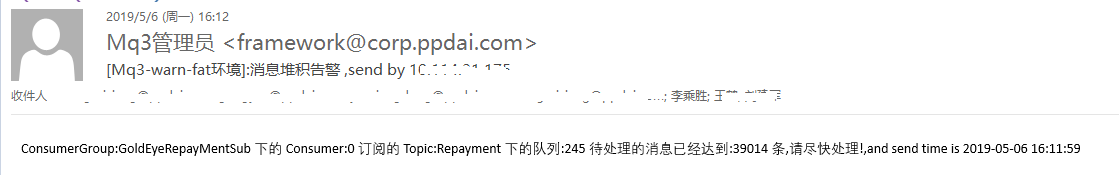 2019/5/6 (周一) 16:12
Mq3管理员 <framework@corp.ppdai.com>
[Mq3-warn-fat环境]:消息堆积告警 ,send by
收件人 李乘胜;
ConsumerGroup:GoldEyeRepayMentSub 下的 Consumer:0 订阅的 Topic:Repayment 下的队列:245 待处理的消息已经达到:39014 条,请尽快处理!,and send time is 2019-05-06 16:11:59